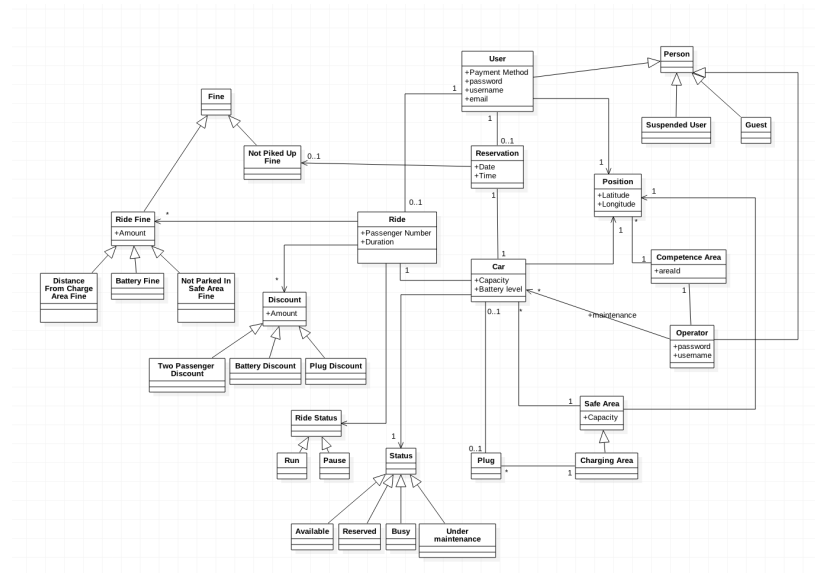 Person
User
+Payment Method
+password
+username
+email
Fine
Suspended User
Guest
Not Piked Up
Fine
Reservation
+Date
+Time
Position
+Latitude
+Longitude
Ride Fine
+Amount
Ride
+Passenger Number
+Duration
Competence Area
+areaId
Car
+Capacity
+Battery level
Distance
From Charge
Area Fine
Battery Fine
Not Parked In
Safe Area
Fine
Discount
+Amount
+maintenance
Operator
+password
+username
Two Passenger
Discount
Battery Discount
Plug Discount
Safe Area
+Capacity
Ride Status
Run
Pause
Status
Plug
Charging Area
Available
Reserved
Busy
Under
maintenance
1
1
0..1
0..1
1
0..1
1
*
1
1
1
*
1
1
*
1
*
0..1
*
1
1
0..1
*
1